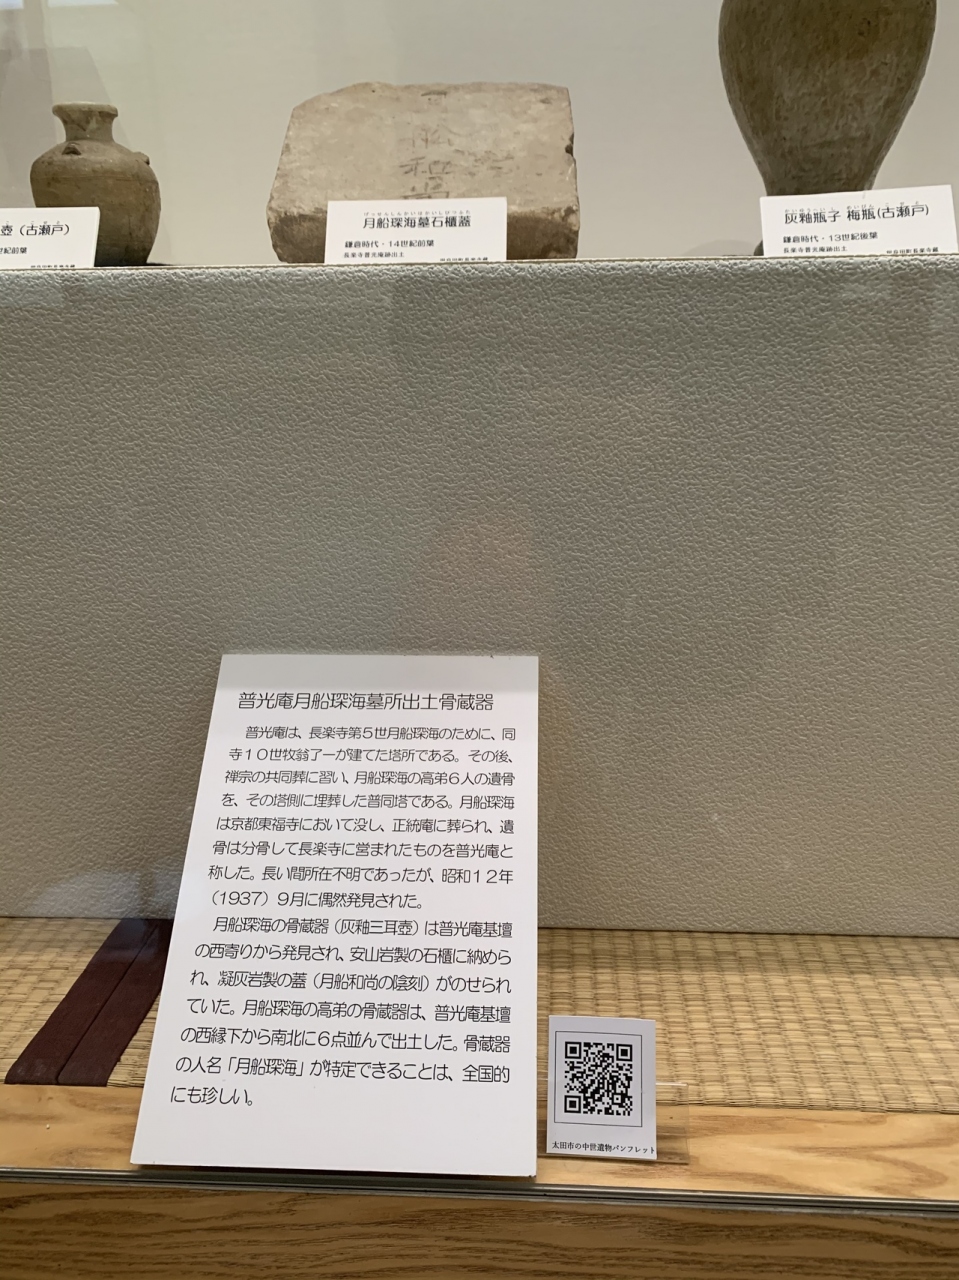 壺（古瀬戸）
世紀前葉
船
和尚
げっせんしんかいはかいしびつふた
月船琛海墓石櫃蓋
鎌倉時代・14世紀前葉
長楽寺普光庵跡出土
灰釉瓶子 梅瓶(古瀬戸)
鎌倉時代・13世紀後葉
長楽寺普光庵跡出土
普光庵月船琛海墓所出土骨蔵器
普光庵は、長楽寺第５世月船琛海のために、同
寺１０世牧翁了一が建てた塔所である。その後、
禅宗の共同葬に習い、月船琛海の高弟６人の遺骨
を、その塔側に埋葬した普同塔である。月船琛海
は京都東福寺において没し、正統庵に葬られ、遺
骨は分骨して長楽寺に営まれたものを普光庵と
称した。長い間所在不明であったが、昭和１２年
（1937）９月に偶然発見された。
月船琛海の骨蔵器（灰釉三耳壺）は普光庵基壇
の西寄りから発見され、安山岩製の石櫃に納めら
れ、凝灰岩製の蓋（月船和尚の陰刻）がのせられ
ていた。月船琛海の高弟の骨蔵器は、普光庵基壇
の西縁下から南北に６点並んで出土した。骨蔵器
の人名「月船琛海」が特定できることは、全国的
にも珍しい。
太田市の中世遺物パンフレット